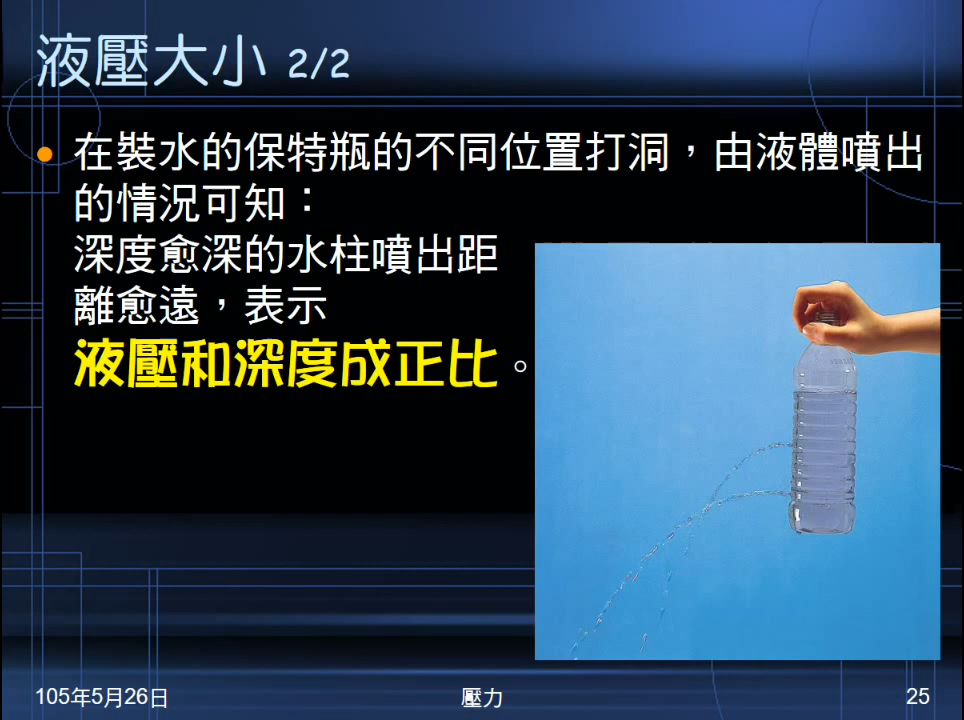 液壓大小 2/2
在裝水的保特瓶的不同位置打洞，由液體噴出
的情況可知：
深度愈深的水柱噴出距
離愈遠，表示
液壓和深度成正比。
105年5月26日
壓力
25